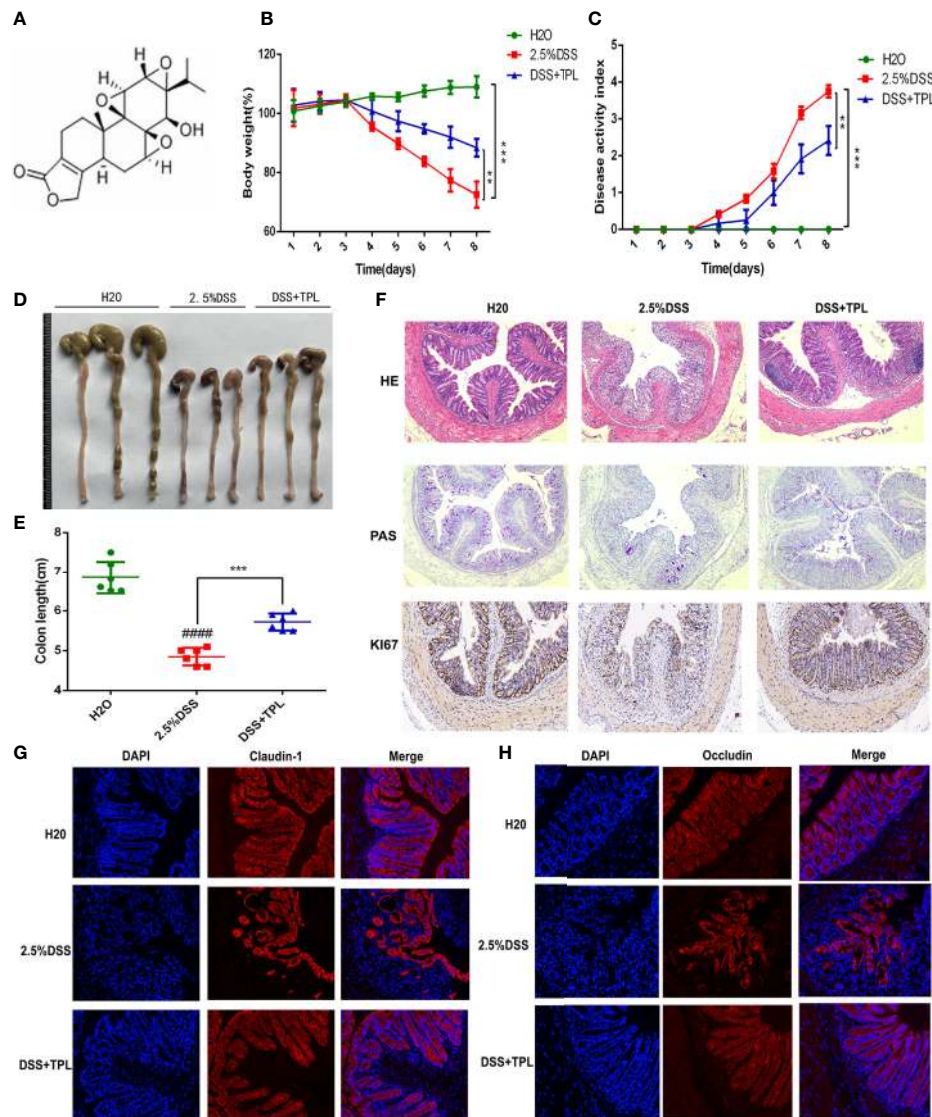 A
O
O
H
H
O
OH
O
H
H
O
O
B
H2O
2.5%DSS
DSS+TPL
Body weight(%)
120
100
80
60
1 2 3 4 5 6 7 8
Time(days)
**
***
C
H2O
2.5%DSS
DSS+TPL
Disease activity index
5
4
3
2
1
0
1 2 3 4 5 6 7 8
Time(days)
**
***
D
H20 2.5%DSS DSS+TPL
E
Colon length(cm)
8
7
6
5
4
####
***
H2O 2.5%DSS DSS+TPL
F
H20 2.5%DSS DSS+TPL
HE
PAS
KI67
G
DAPI Claudin-1 Merge
H20
2.5%DSS
DSS+TPL
H
DAPI Occludin Merge
H20
2.5%DSS
DSS+TPL